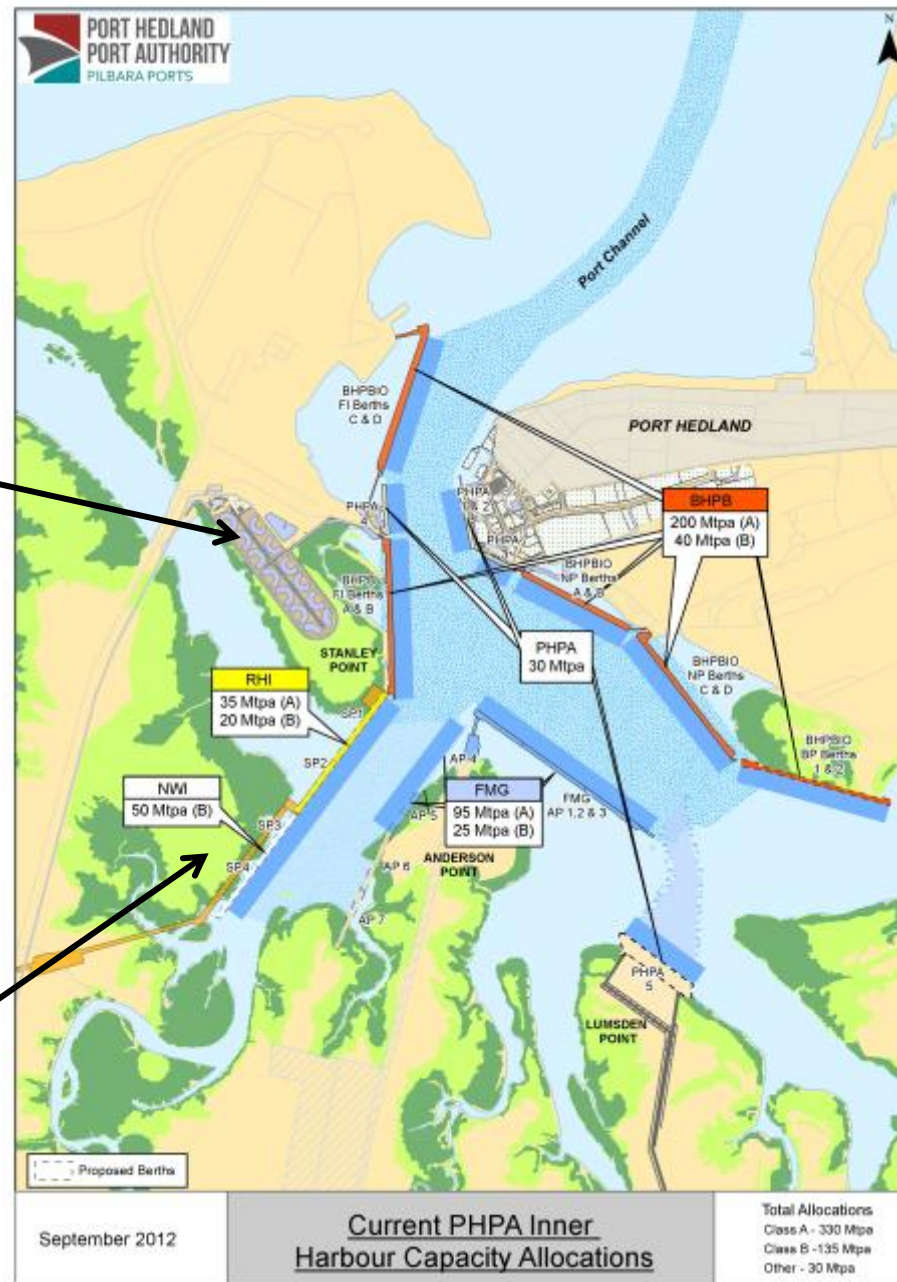 PORT HEDLAND
PORT AUTHORITY
PILBARA PORTS
N
Port Channel
BHPBIO
FI Berths
C & D
PORT HEDLAND
PHPA
4
PHPA
1 & 2
PHPA
3
BHPB
200 Mtpa (A)
40 Mtpa (B)
BHPBIO
NP Berths
A & B
BHPB
FI Berths
A & B
STANLEY
POINT
PHPA
30 Mtpa
BHPBIO
NP Berths
C & D
RHI
35 Mtpa (A)
20 Mtpa (B)
SP1
SP2
BHPBIO
BP Berths
1 & 2
AP 4
NWI
50 Mtpa (B)
FMG
95 Mtpa (A)
25 Mtpa (B)
FMG
AP 1,2 & 3
AP 5
SP3
SP4
ANDERSON
POINT
AP 6
AP 7
PHPA
5
LUMSDEN
POINT
Proposed Berths
September 2012
Current PHPA Inner
Harbour Capacity Allocations
Total Allocations
Class A - 330 Mtpa
Class B -135 Mtpa
Other - 30 Mtpa